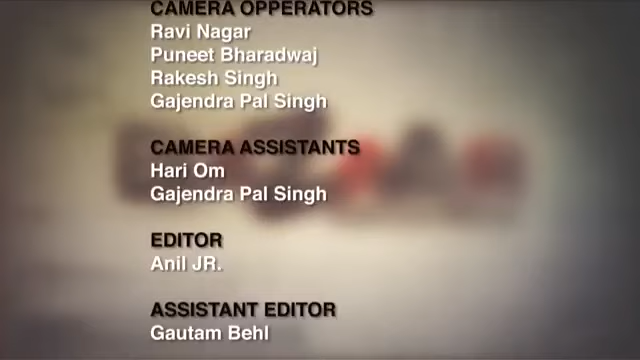 CAMERA OPPERATORS
Ravi Nagar
Puneet Bharadwaj
Rakesh Singh
Gajendra Pal Singh
CAMERA ASSISTANTS
Hari Om
Gajendra Pal Singh
EDITOR
Anil JR.
ASSISTANT EDITOR
Gautam Behl